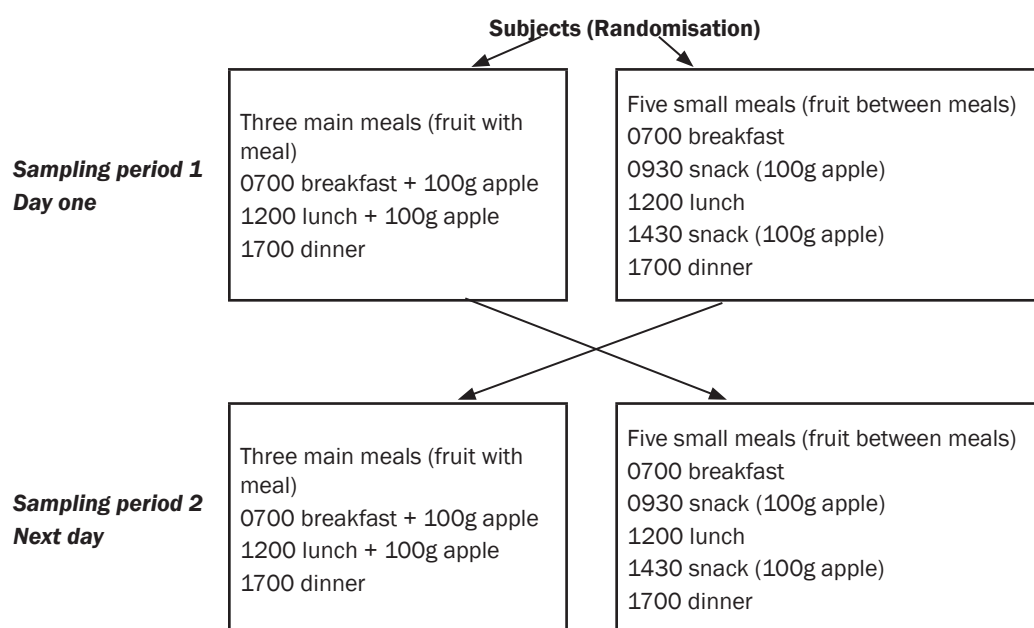 Subjects (Randomisation)
Sampling period 1
Day one
Three main meals (fruit with
meal)
0700 breakfast + 100g apple
1200 lunch + 100g apple
1700 dinner
Five small meals (fruit between meals)
0700 breakfast
0930 snack (100g apple)
1200 lunch
1430 snack (100g apple)
1700 dinner
Sampling period 2
Next day
Three main meals (fruit with
meal)
0700 breakfast + 100g apple
1200 lunch + 100g apple
1700 dinner
Five small meals (fruit between meals)
0700 breakfast
0930 snack (100g apple)
1200 lunch
1430 snack (100g apple)
1700 dinner